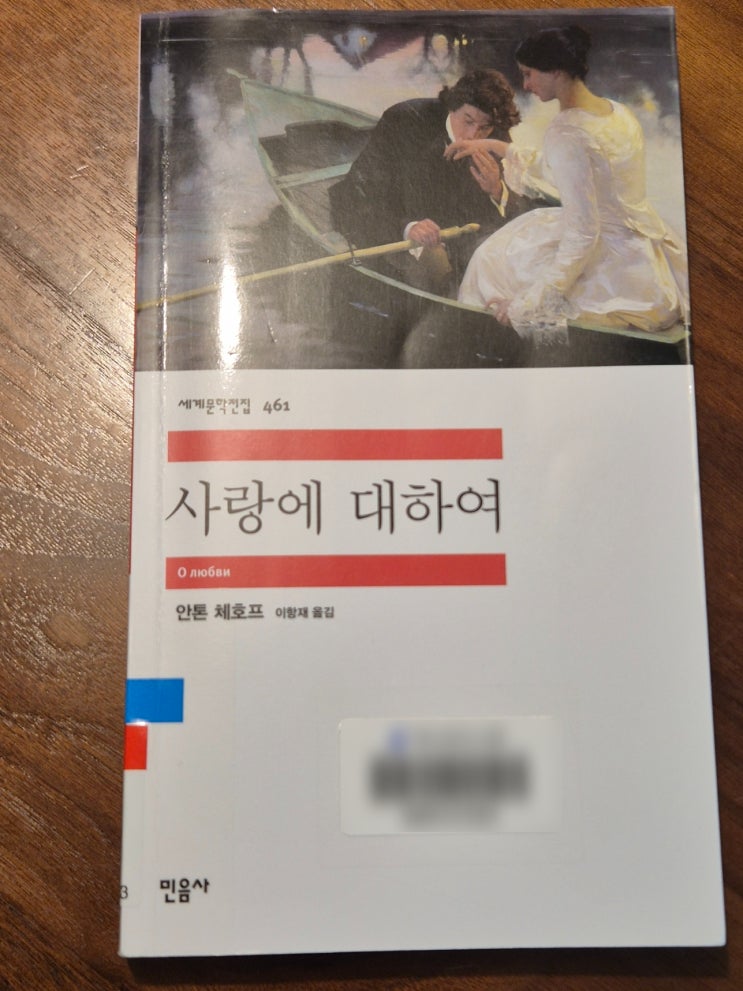 세계문학전집 461
사랑에 대하여
О любви
안톤 체호프 이항재 옮김
3
민음사